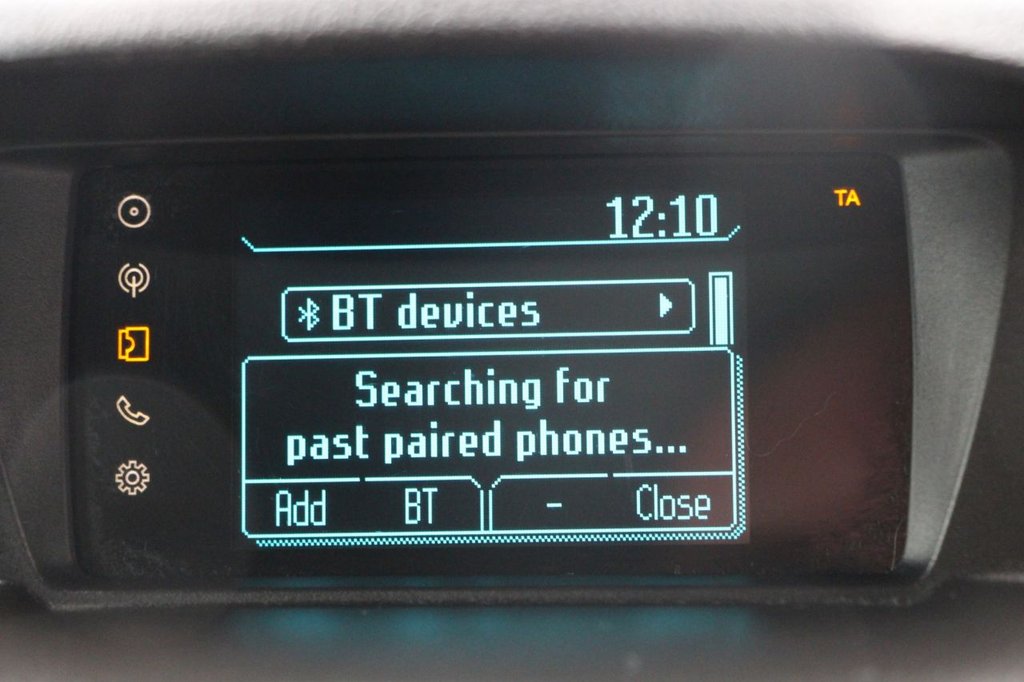 12:10
TA
BT devices
Searching for
past paired phones...
Add BT - Close